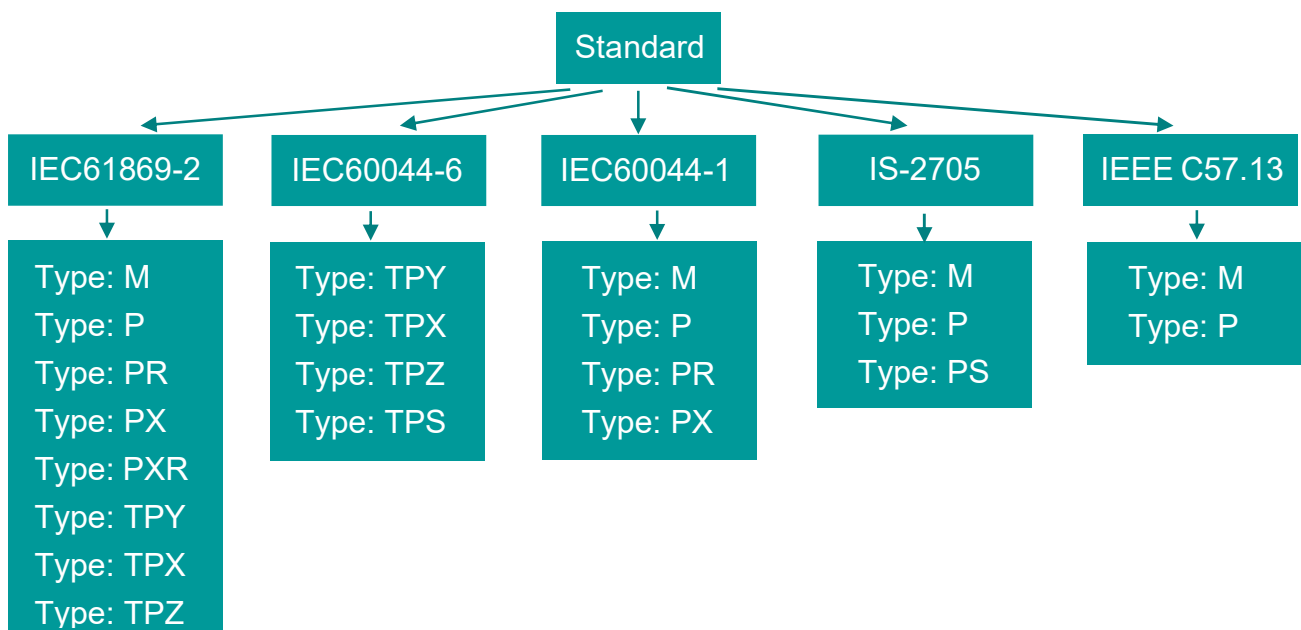 Standard
IEC61869-2
IEC60044-6
IEC60044-1
IS-2705
IEEE C57.13
Type: M
Type: P
Type: PR
Type: PX
Type: PXR
Type: TPY
Type: TPX
Type: TPZ
Type: TPY
Type: TPX
Type: TPZ
Type: TPS
Type: M
Type: P
Type: PR
Type: PX
Type: M
Type: P
Type: PS
Type: M
Type: P